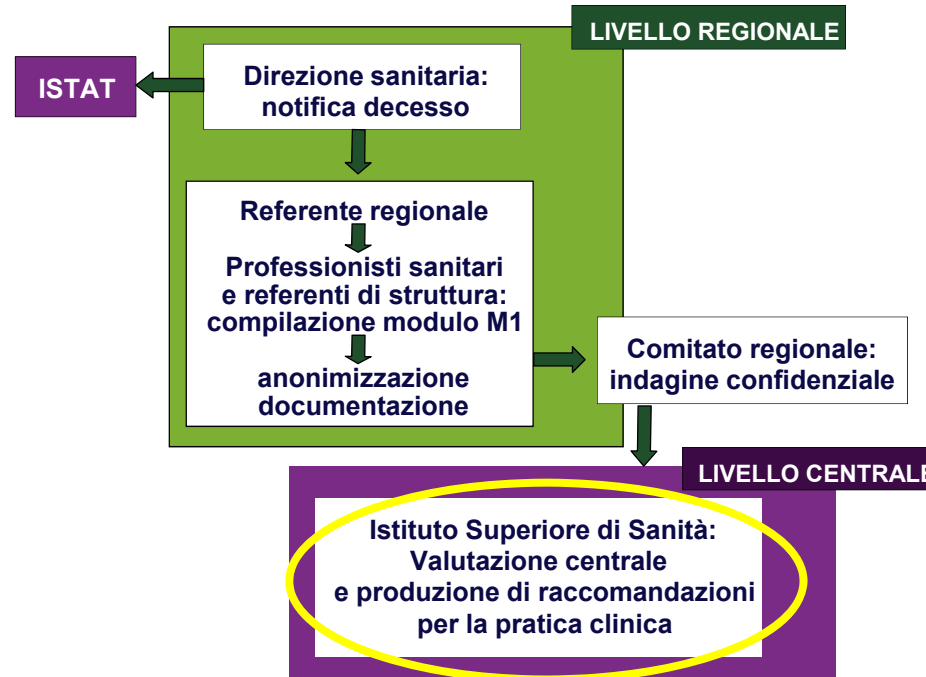 LIVELLO REGIONALE
ISTAT
Direzione sanitaria:
notifica decesso
Referente regionale
Professionisti sanitari
e referenti di struttura:
compilazione modulo M1
anonimizzazione
documentazione
Comitato regionale:
indagine confidenziale
LIVELLO CENTRALE
Istituto Superiore di Sanità:
Valutazione centrale
e produzione di raccomandazioni
per la pratica clinica